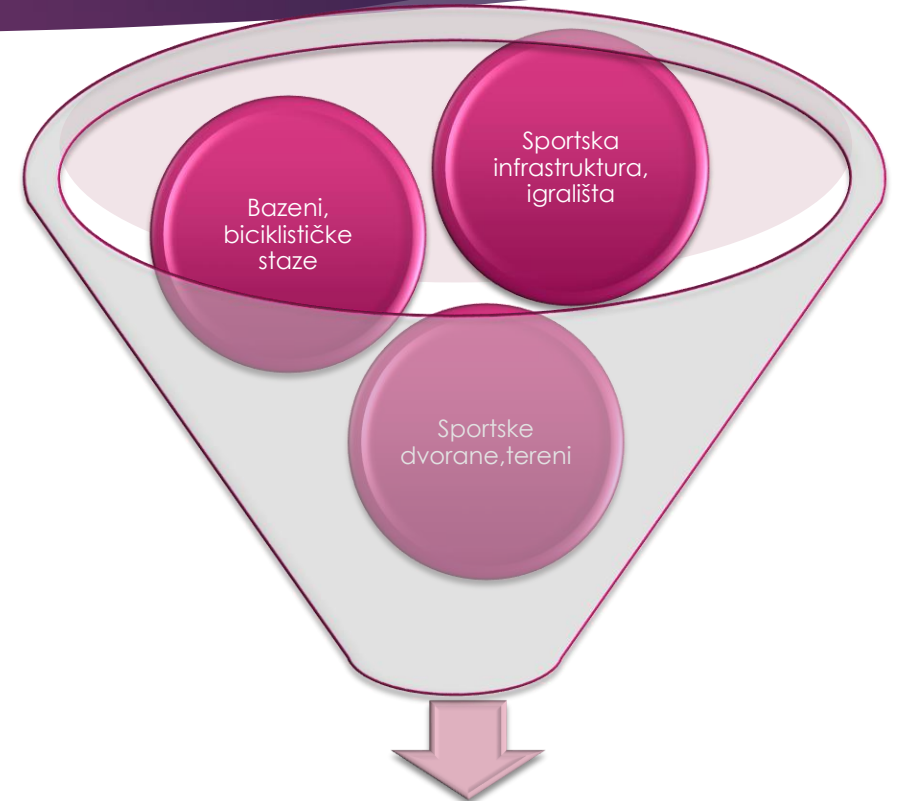 Sportska
infrastruktura,
igrališta
Bazeni,
biciklističke
staze
Sportske
dvorane,tereni